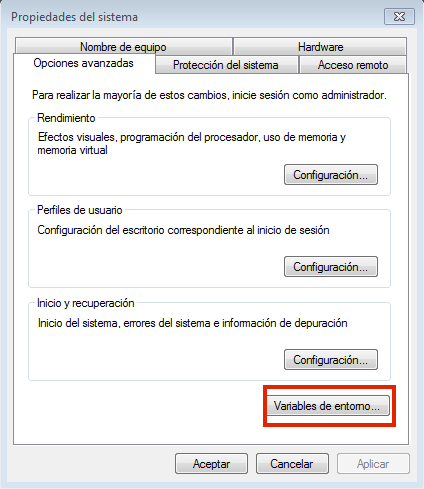 Propiedades del sistema
Nombre de equipo
Hardware
Opciones avanzadas
Protección del sistema
Acceso remoto
Para realizar la mayoría de estos cambios, inicie sesión como administrador.
Rendimiento
Efectos visuales, programación del procesador, uso de memoria y
memoria virtual
Configuración...
Perfiles de usuario
Configuración del escritorio correspondiente al inicio de sesión
Configuración...
Inicio y recuperación
Inicio del sistema, errores del sistema e información de depuración
Configuración...
Variables de entorno...
Aceptar
Cancelar
Aplicar